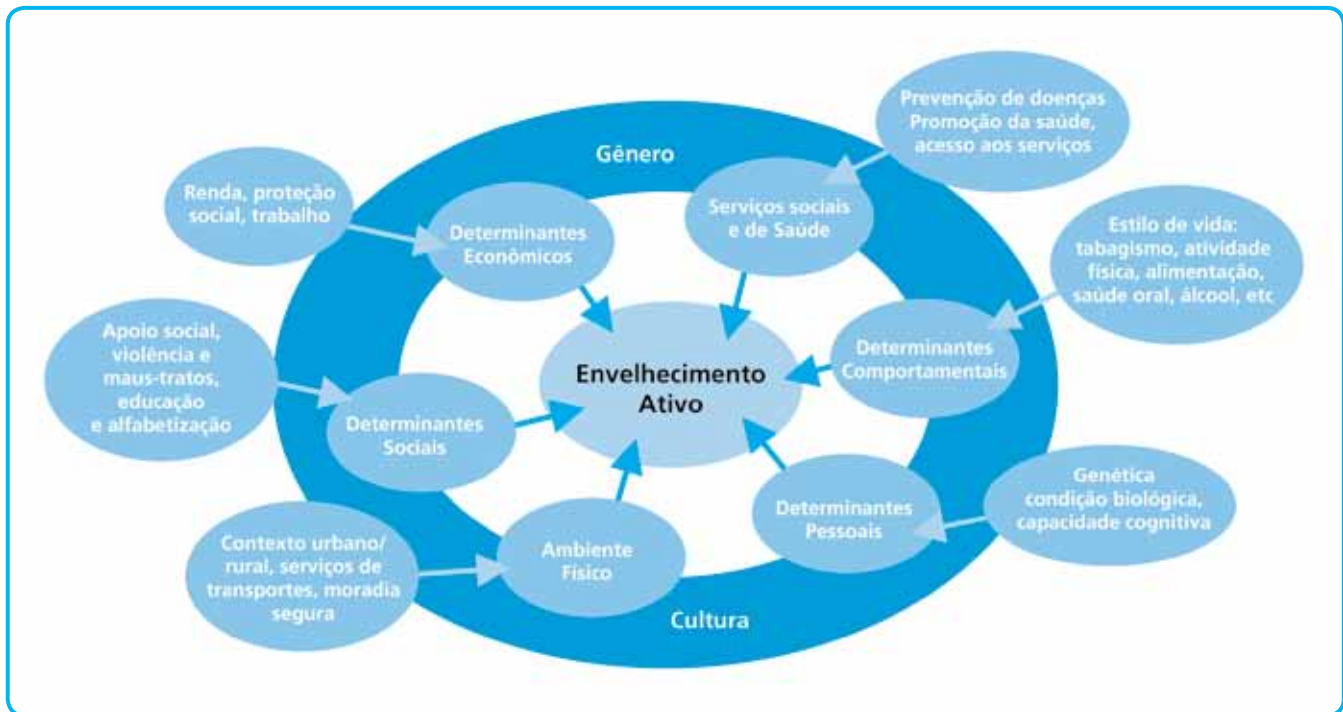 Gênero
Prevenção de doenças
Promoção da saúde,
acesso aos serviços
Renda, proteção
social, trabalho
Determinantes
Econômicos
Serviços sociais
e de Saúde
Estilo de vida:
tabagismo, atividade
física, alimentação,
saúde oral, álcool, etc
Apoio social,
violência e
maus-tratos,
educação
e alfabetização
Determinantes
Sociais
Envelhecimento
Ativo
Determinantes
Comportamentais
Contexto urbano/
rural, serviços de
transportes, moradia
segura
Ambiente
Físico
Determinantes
Pessoais
Genética
condição biológica,
capacidade cognitiva
Cultura